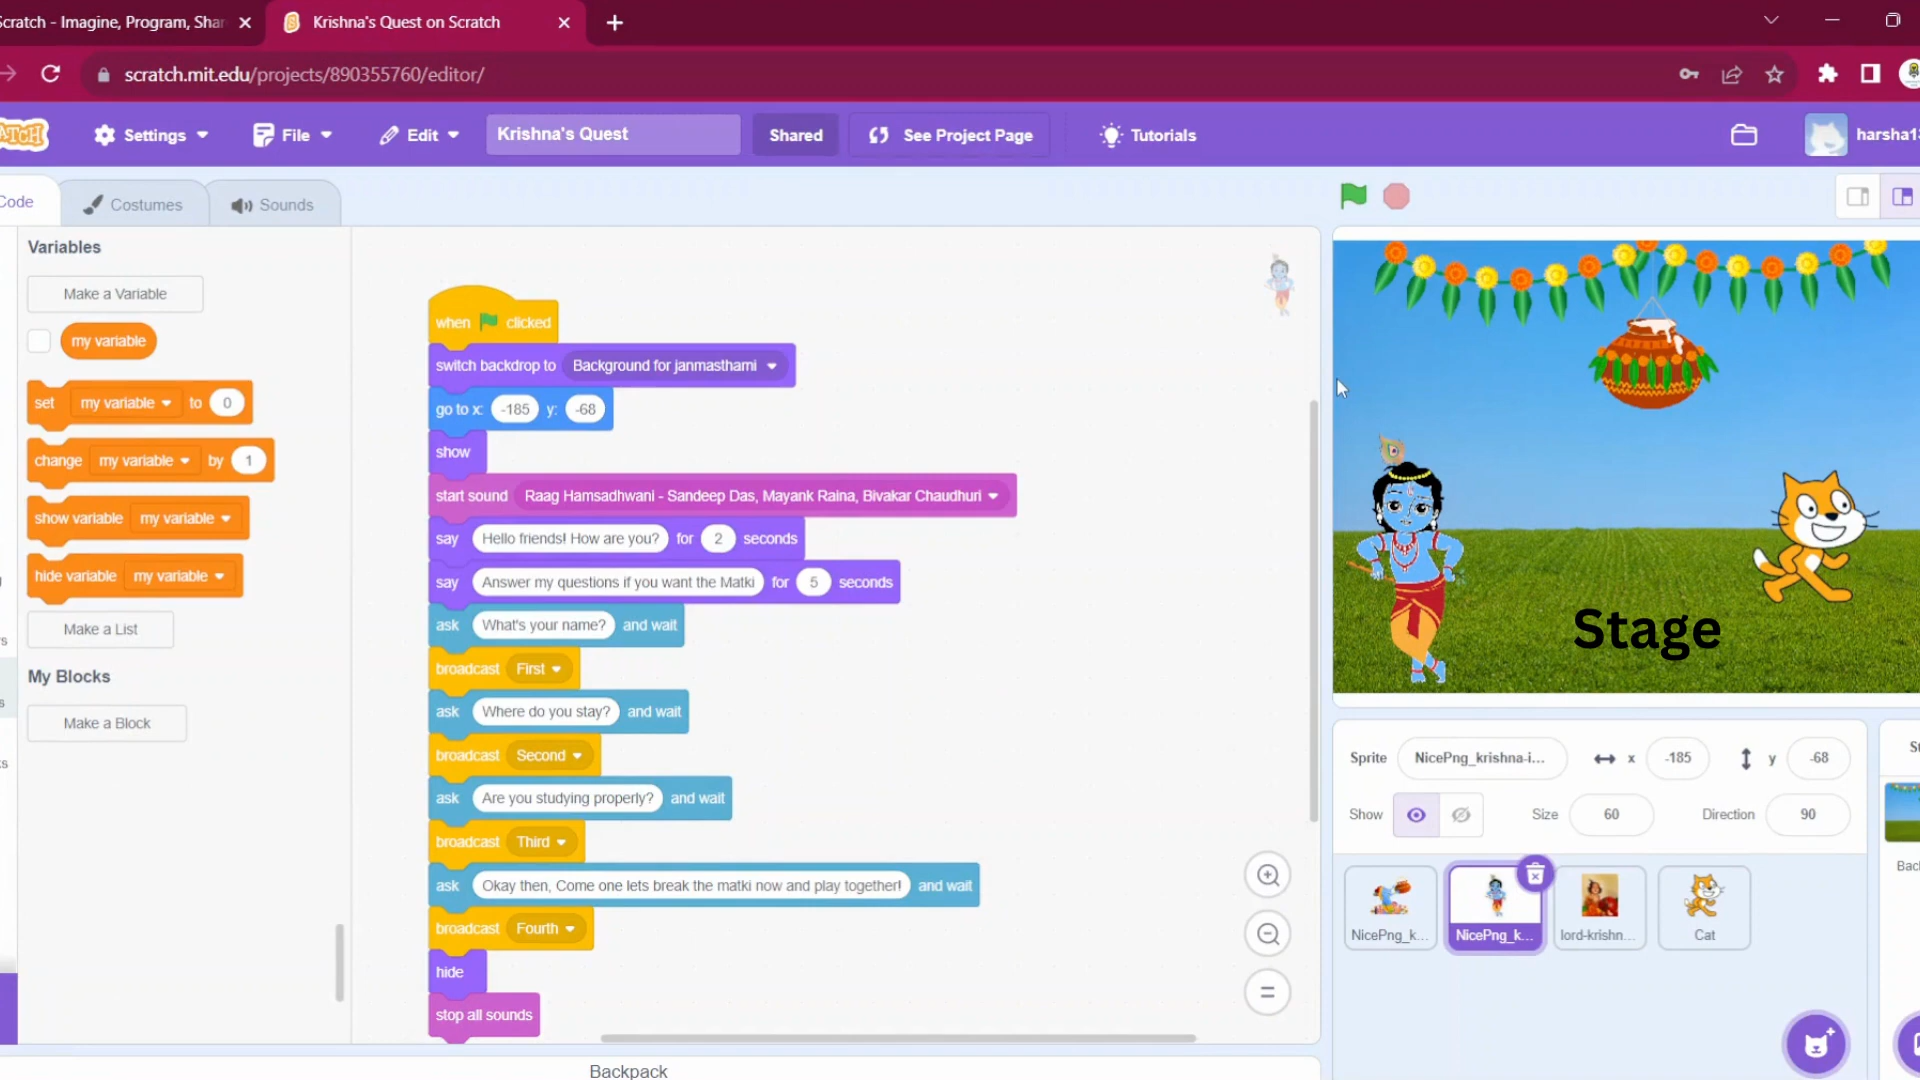 Scratch - Imagine, Program, Shar
Krishna's Quest on Scratch
scratch.mit.edu/projects/890355760/editor/
Settings
File
Edit
Krishna's Quest
Shared
See Project Page
Tutorials
harsha1
Code
Costumes
Sounds
Variables
Make a Variable
my variable
set my variable to 0
change my variable by 1
show variable my variable
hide variable my variable
Make a List
My Blocks
Make a Block
when clicked
switch backdrop to Background for janmasthami
go to x: -185 y: -68
show
start sound Raag Hamsadhwani - Sandeep Das, Mayank Raina, Bivakar Chaudhuri
say Hello friends! How are you? for 2 seconds
say Answer my questions if you want the Matki for 5 seconds
ask What's your name? and wait
broadcast First
ask Where do you stay? and wait
broadcast Second
ask Are you studying properly? and wait
broadcast Third
ask Okay then, Come one lets break the matki now and play together! and wait
broadcast Fourth
hide
stop all sounds
Backpack
Stage
Sprite NicePng_krishna-i... x -185 y -68
Show Size 60 Direction 90
NicePng_k...
NicePng_k...
lord-krishn...
Cat